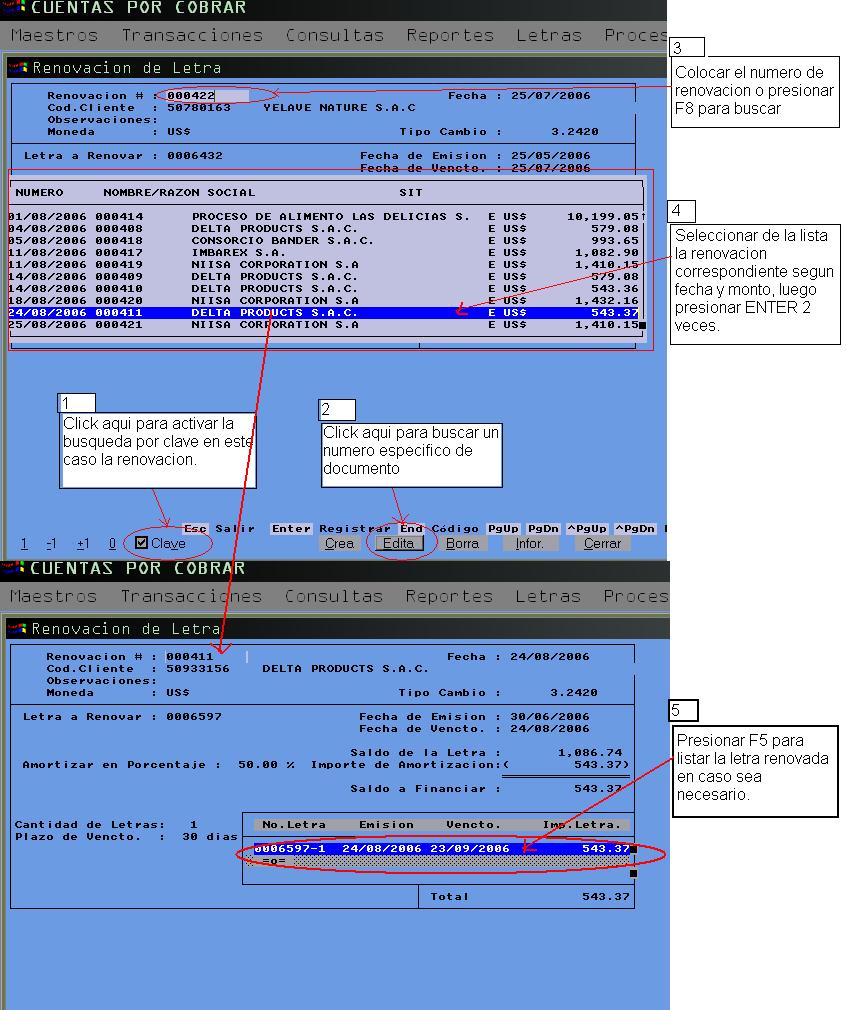 CUENTAS POR COBRAR
Maestros Transacciones Consultas Reportes Letras Proces
Renovacion de Letra
Renovacion # : 000422 Fecha : 25/07/2006
Cod.Cliente : 50780163 YELAVE NATURE S.A.C
Observaciones:
Moneda : US$ Tipo Cambio : 3.2420
Letra a Renovar : 0006432 Fecha de Emision : 25/05/2006
Fecha de Vencto. : 25/07/2006
NUMERO NOMBRE/RAZON SOCIAL SIT
01/08/2006 000414 PROCESO DE ALIMENTO LAS DELICIAS S. E US$ 10,199.05
04/08/2006 000408 DELTA PRODUCTS S.A.C. E US$ 579.08
05/08/2006 000418 CONSORCIO BANDER S.A.C. E US$ 993.65
11/08/2006 000417 IMBAREX S.A. E US$ 1,082.90
11/08/2006 000419 NIISA CORPORATION S.A E US$ 1,410.15
14/08/2006 000409 DELTA PRODUCTS S.A.C. E US$ 579.08
14/08/2006 000410 DELTA PRODUCTS S.A.C. E US$ 543.36
18/08/2006 000420 NIISA CORPORATION S.A E US$ 1,432.16
24/08/2006 000411 DELTA PRODUCTS S.A.C. E US$ 543.37
25/08/2006 000421 NIISA CORPORATION S.A E US$ 1,410.15
3
Colocar el numero de
renovacion o presionar
F8 para buscar
4
Seleccionar de la lista
la renovacion
correspondiente segun
fecha y monto, luego
presionar ENTER 2
veces.
1
Click aqui para activar la
busqueda por clave en este
caso la renovacion.
2
Click aqui para buscar un
numero especifico de
documento
Esc Salir Enter Registrar End Código PgUp PgDn ^PgUp ^PgDn
1 -1 +1 0 Clave Crea Edita Borra Infor. Cerrar
CUENTAS POR COBRAR
Maestros Transacciones Consultas Reportes Letras Proces
Renovacion de Letra
Renovacion # : 000411 Fecha : 24/08/2006
Cod.Cliente : 50933156 DELTA PRODUCTS S.A.C.
Observaciones:
Moneda : US$ Tipo Cambio : 3.2420
Letra a Renovar : 0006597 Fecha de Emision : 30/06/2006
Fecha de Vencto. : 24/08/2006
Saldo de la Letra : 1,086.74
Amortizar en Porcentaje : 50.00 % Importe de Amortizacion:( 543.37)
Saldo a Financiar : 543.37
Cantidad de Letras: 1
Plazo de Vencto. : 30 dias
No.Letra Emision Vencto. Imp.Letra.
0006597-1 24/08/2006 23/09/2006 543.37
=o=
Total 543.37
5
Presionar F5 para
listar la letra renovada
en caso sea
necesario.